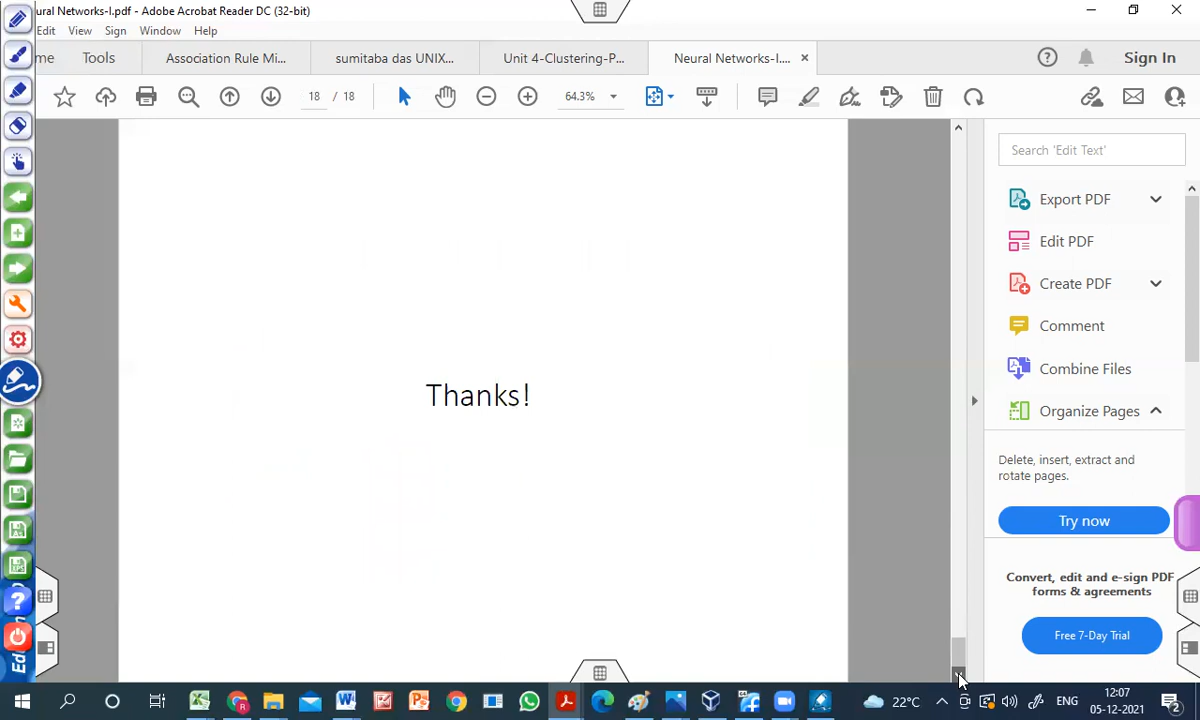 ural Networks-I.pdf - Adobe Acrobat Reader DC (32-bit)
Edit View Sign Window Help
me Tools Association Rule Mi... sumitaba das UNIX... Unit 4-Clustering-P... Neural Networks-I.... × Sign In
18 / 18 64.3%
Search 'Edit Text'
Export PDF
Edit PDF
Create PDF
Comment
Combine Files
Organize Pages
Delete, insert, extract and
rotate pages.
Try now
Convert, edit and e-sign PDF
forms & agreements
Free 7-Day Trial
Thanks!
22°C ENG 12:07
05-12-2021
2